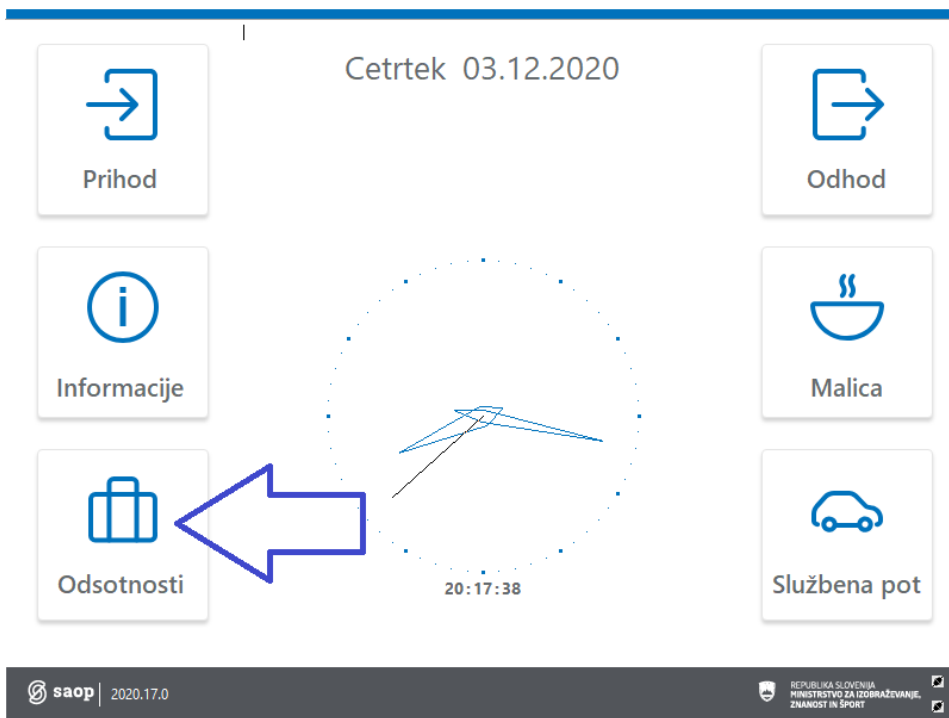 Cetrtek 03.12.2020
Prihod
Odhod
Informacije
Malica
Odsotnosti
20:17:38
Službena pot
saop | 2020.17.0
REPUBLIKA SLOVENIJA
MINISTRSTVO ZA IZOBRAŽEVANJE,
ZNANOST IN ŠPORT